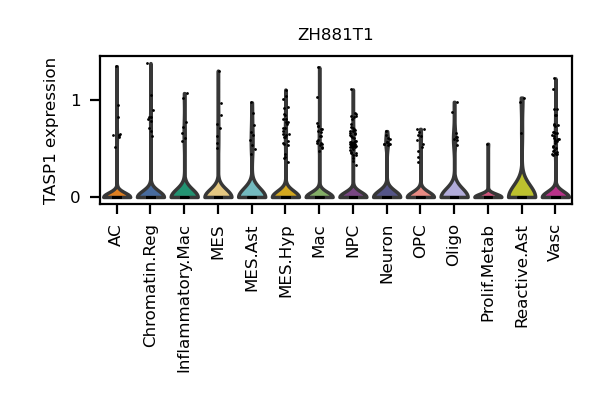 ZH881T1
TASP1 expression
1
0
AC
Chromatin.Reg
Inflammatory.Mac
MES
MES.Ast
MES.Hyp
Mac
NPC
Neuron
OPC
Oligo
Prolif.Metab
Reactive.Ast
Vasc